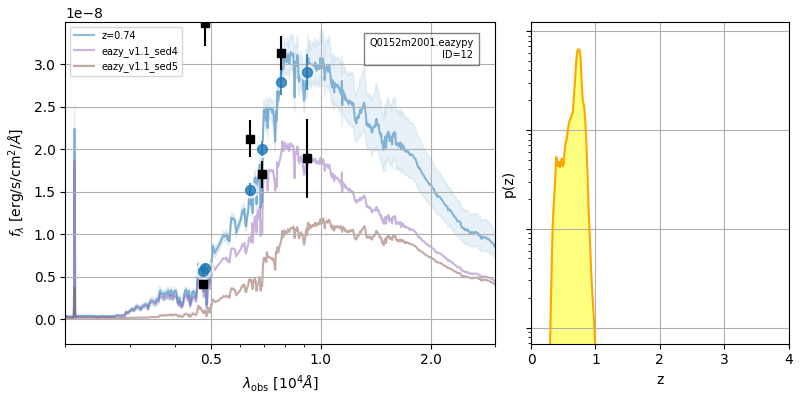 1e−8
z=0.74
eazy_v1.1_sed4
eazy_v1.1_sed5
Q0152m2001.eazypy
ID=12
3.0
2.5
2.0
1.5
1.0
0.5
0.0
f_λ [erg/s/cm²/Å]
0.5 1.0 2.0
λ_obs [10⁴Å]
p(z)
0 1 2 3 4
z